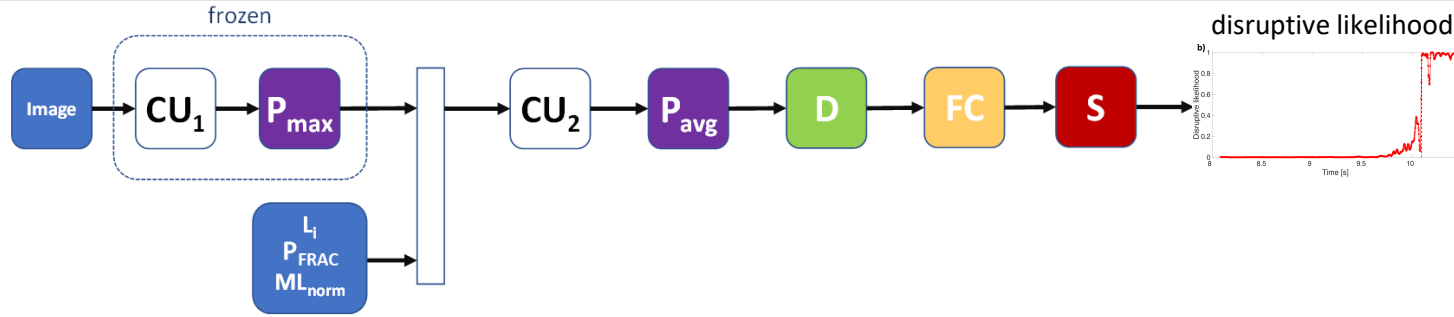 frozen
disruptive likelihood
Image
CU1
Pmax
CU2
Pavg
D
FC
S
Li
PFRAC
MLnorm
b)
Disruptive likelihood
1
0.8
0.6
0.4
0.2
0
8
8.5
9
9.5
10
Time [s]